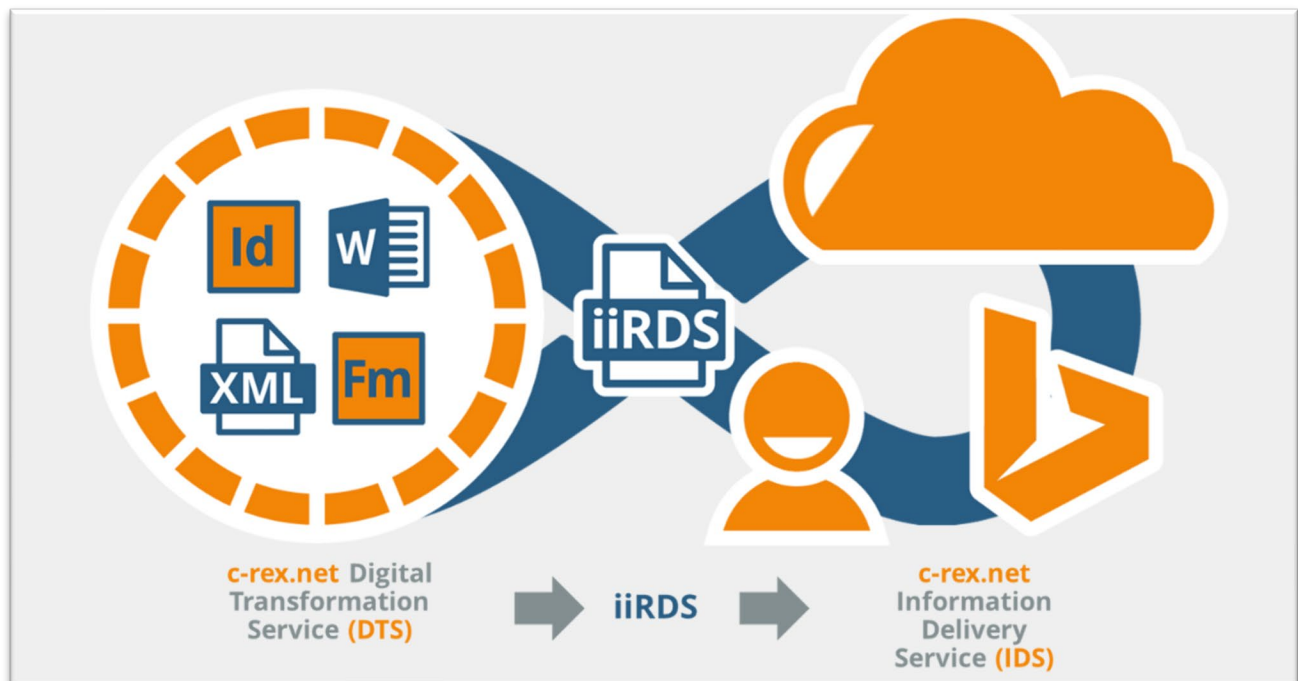 Id
W
XML
Fm
iiRDS
c-rex.net Digital
Transformation
Service (DTS)
iiRDS
c-rex.net
Information
Delivery
Service (IDS)